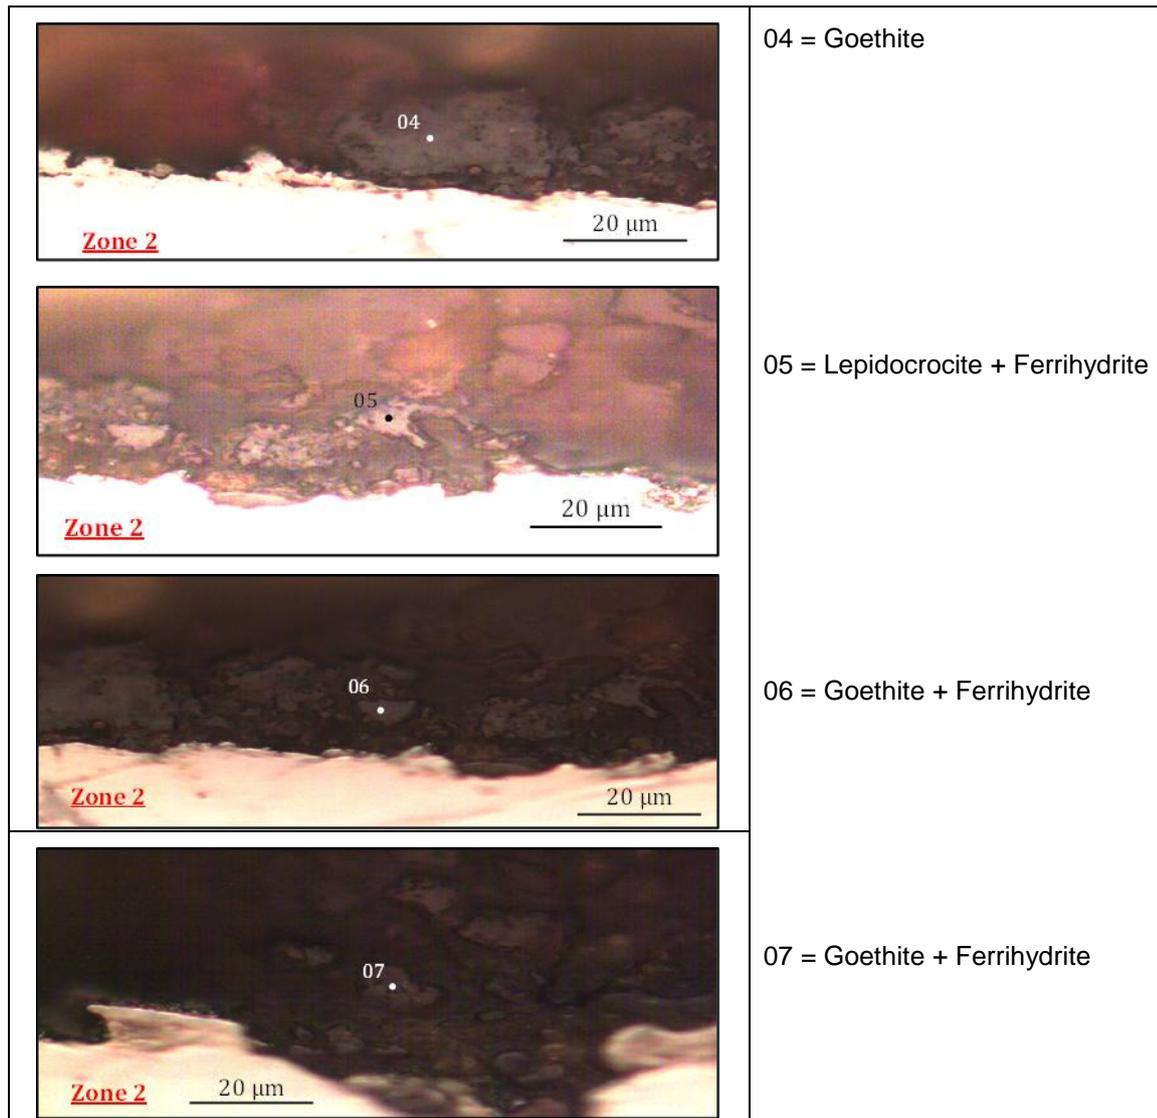 04
Zone 2
20 µm
04 = Goethite
05
Zone 2
20 µm
05 = Lepidocrocite + Ferrihydrite
06
Zone 2
20 µm
06 = Goethite + Ferrihydrite
07
Zone 2
20 µm
07 = Goethite + Ferrihydrite